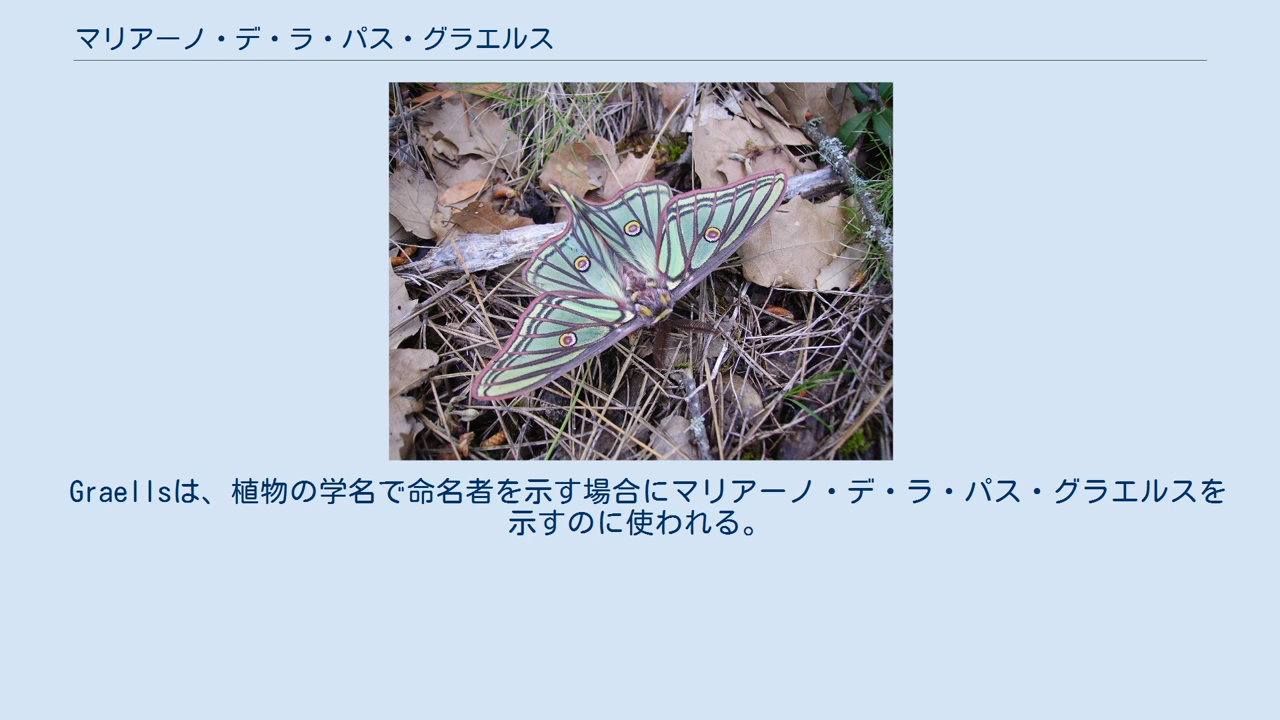 マリアーノ・デ・ラ・パス・グラエルス
Graellsは、植物の学名で命名者を示す場合にマリアーノ・デ・ラ・パス・グラエルスを
示すのに使われる。